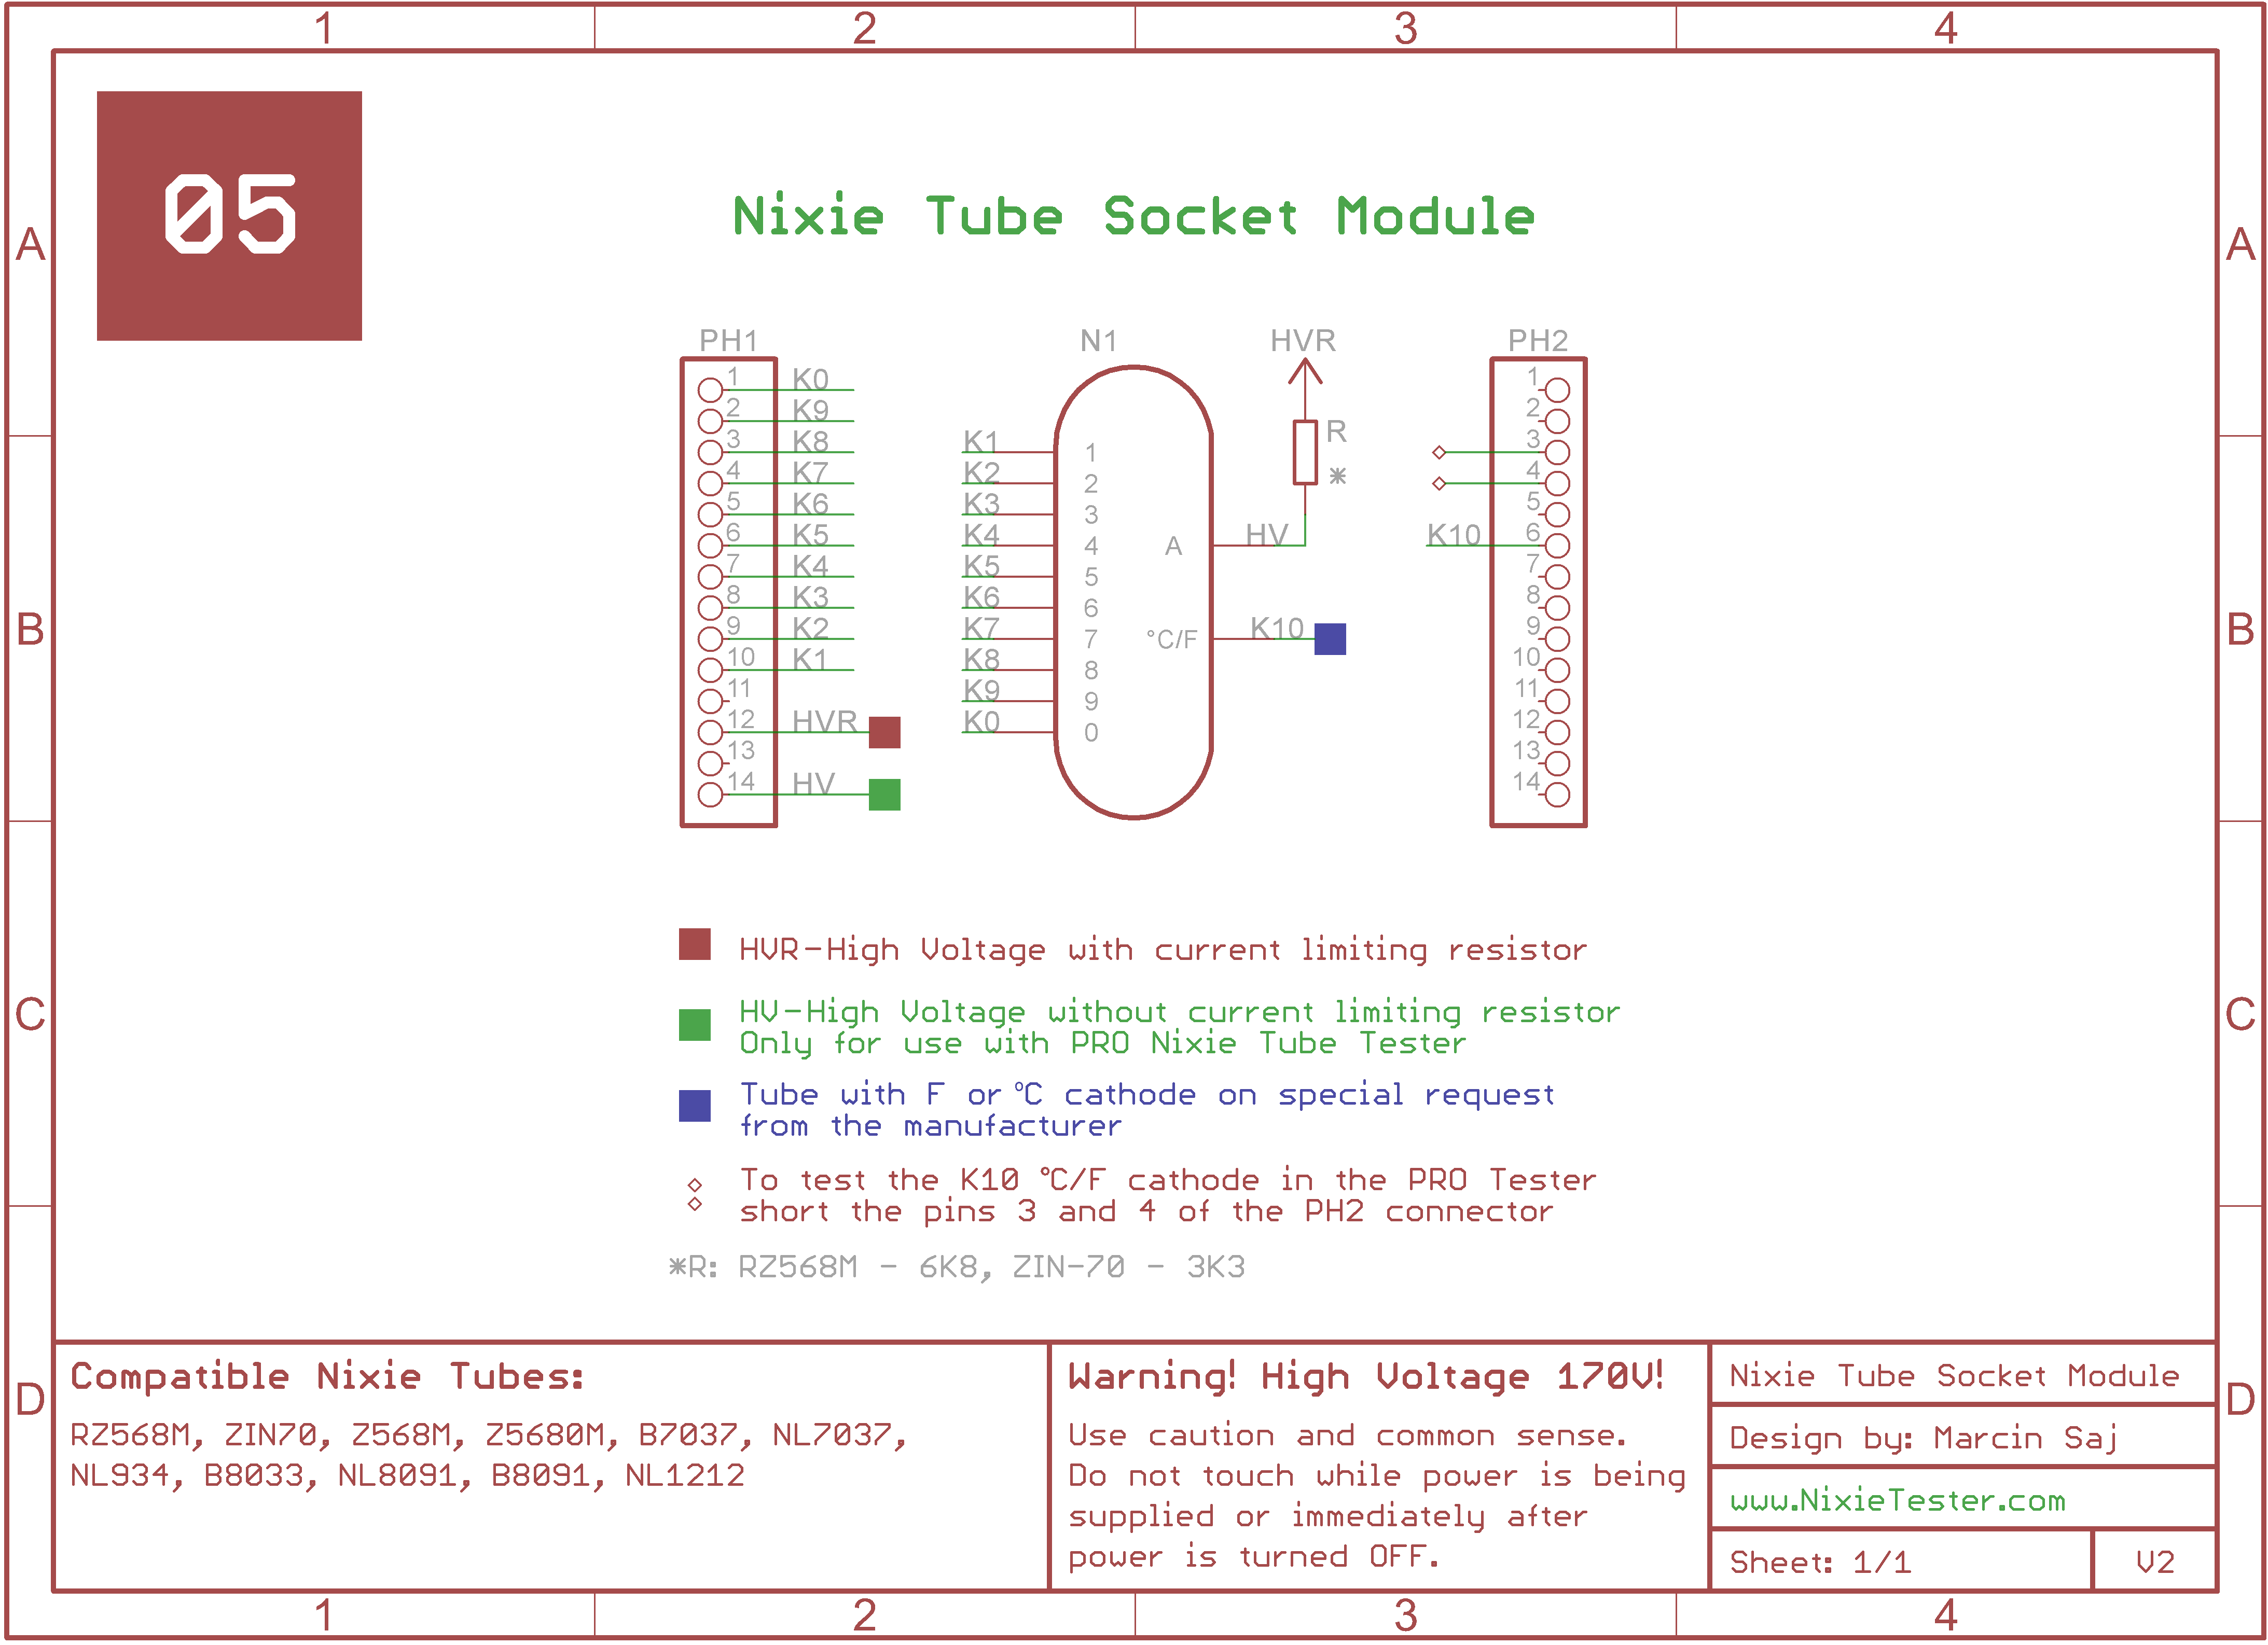 1 2 3 4
A A
05
Nixie Tube Socket Module
PH1 N1 HVR PH2
1 K0 1
2 K9 2
3 K8 K1 1 R 3
4 K7 K2 2 * 4
5 K6 K3 3 5
6 K5 K4 4 A HV K10 6
7 K4 K5 5 7
8 K3 K6 6 8
9 K2 K7 7 °C/F K10 9
10 K1 K8 8 10
11 K9 9 11
12 HVR K0 0 12
13 13
14 HV 14
B B
HVR-High Voltage with current limiting resistor
HV-High Voltage without current limiting resistor
Only for use with PRO Nixie Tube Tester
C C
Tube with F or °C cathode on special request
from the manufacturer
To test the K10 °C/F cathode in the PRO Tester
short the pins 3 and 4 of the PH2 connector
*R: RZ568M - 6K8, ZIN-70 - 3K3
D D
Compatible Nixie Tubes:
RZ568M, ZIN70, Z568M, Z5680M, B7037, NL7037,
NL934, B8033, NL8091, B8091, NL1212
Warning! High Voltage 170V!
Use caution and common sense.
Do not touch while power is being
supplied or immediately after
power is turned OFF.
Nixie Tube Socket Module
Design by: Marcin Saj
www.NixieTester.com
Sheet: 1/1 V2
1 2 3 4